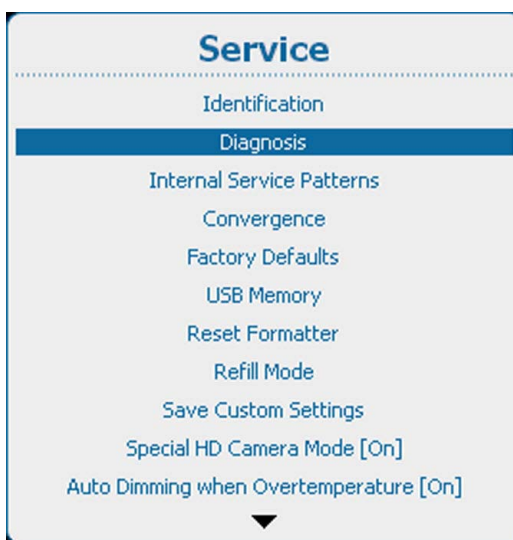 Service
Identification
Diagnosis
Internal Service Patterns
Convergence
Factory Defaults
USB Memory
Reset Formatter
Refill Mode
Save Custom Settings
Special HD Camera Mode [On]
Auto Dimming when Overtemperature [On]